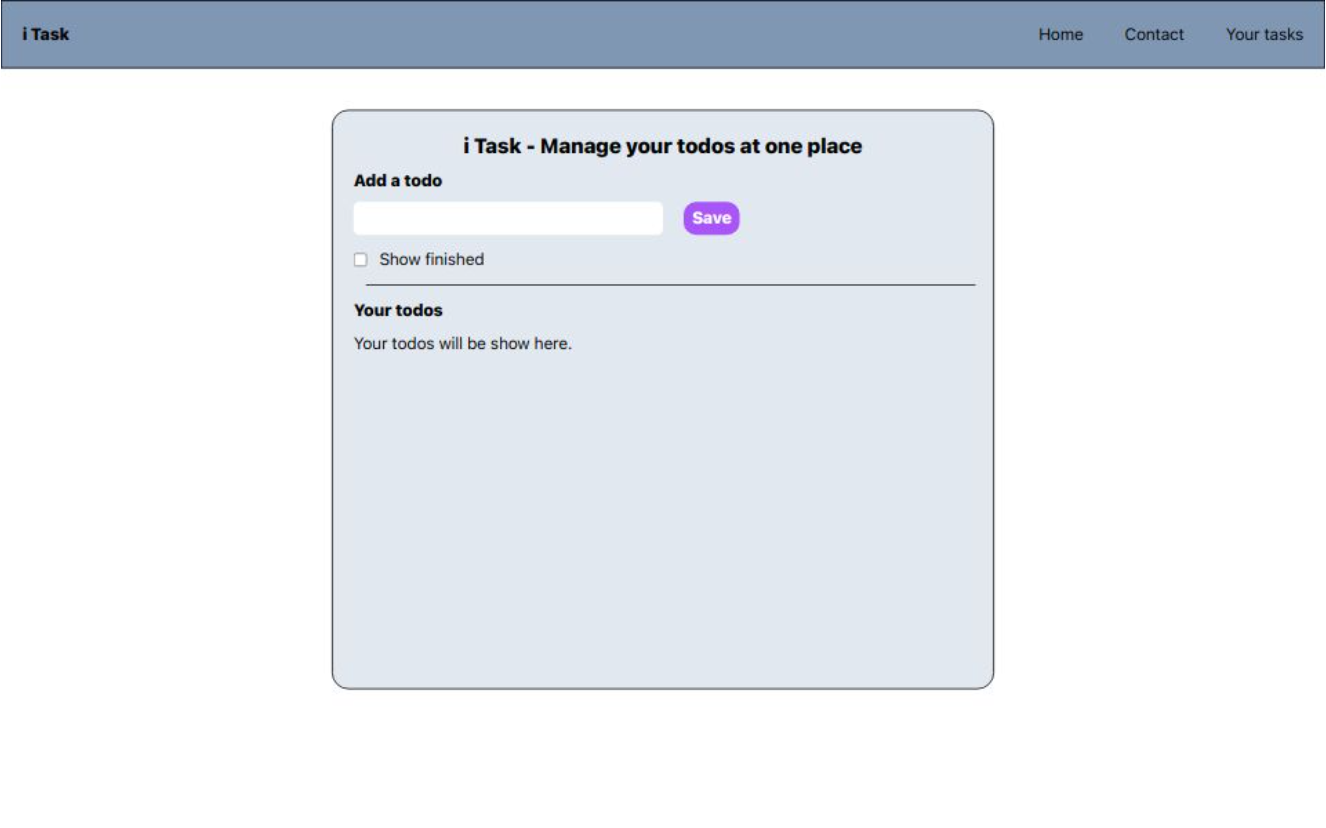 i Task
Home
Contact
Your tasks
i Task - Manage your todos at one place
Add a todo
Save
Show finished
Your todos
Your todos will be show here.